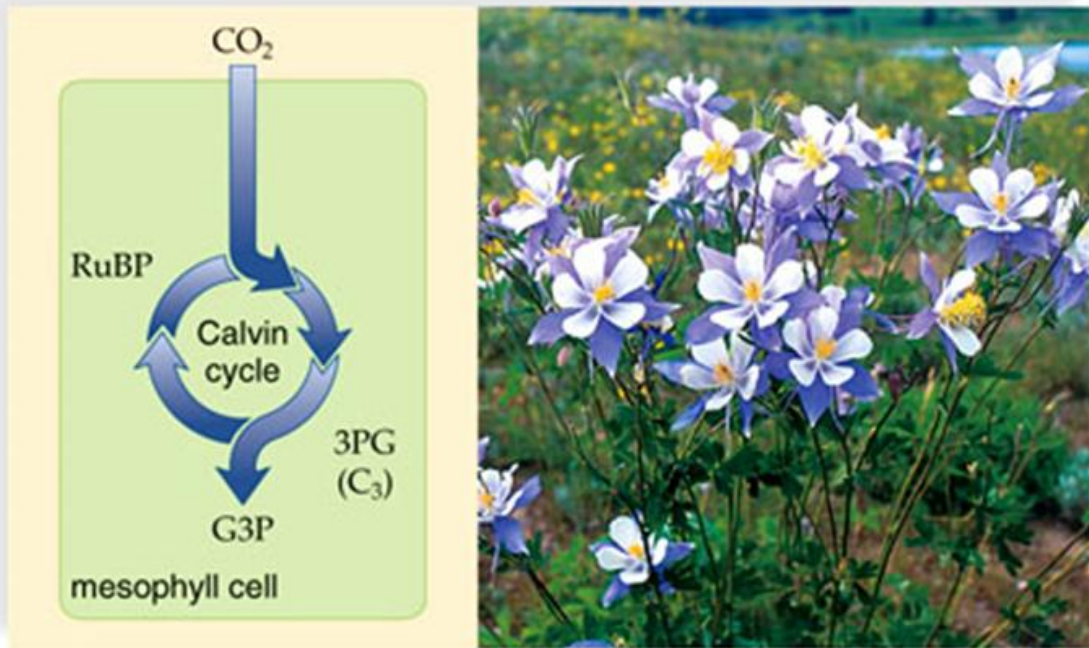 CO₂
RuBP
Calvin
cycle
3PG
(C₃)
G3P
mesophyll cell